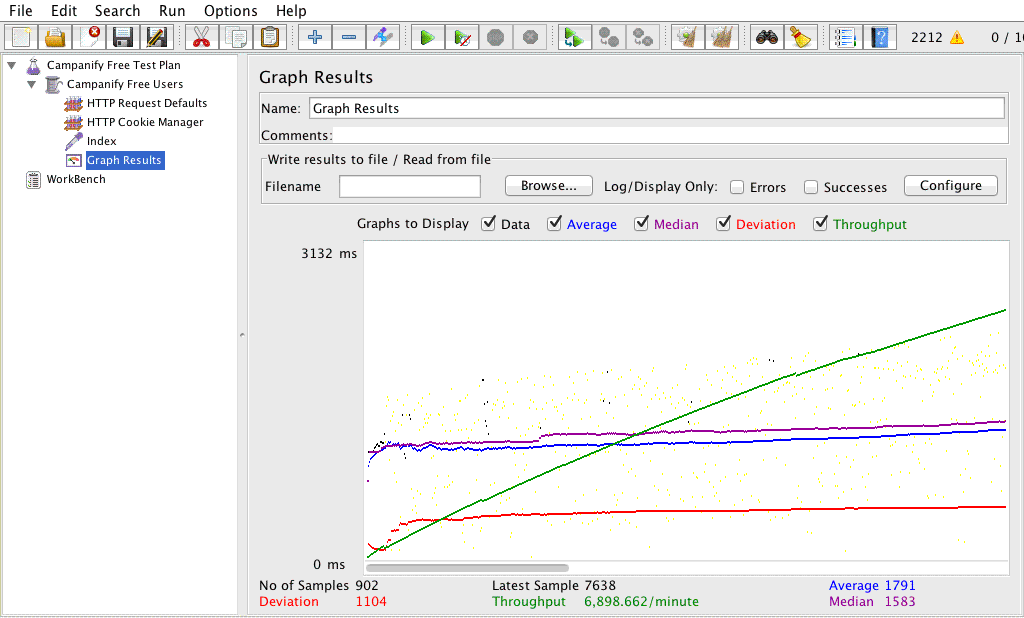 File Edit Search Run Options Help
2212 0 / 10
Campanify Free Test Plan
Campanify Free Users
HTTP Request Defaults
HTTP Cookie Manager
Index
Graph Results
WorkBench
Graph Results
Name: Graph Results
Comments:
Write results to file / Read from file
Filename Browse... Log/Display Only: Errors Successes Configure
Graphs to Display Data Average Median Deviation Throughput
3132 ms
0 ms
No of Samples 902 Latest Sample 7638 Average 1791
Deviation 1104 Throughput 6,898.662/minute Median 1583